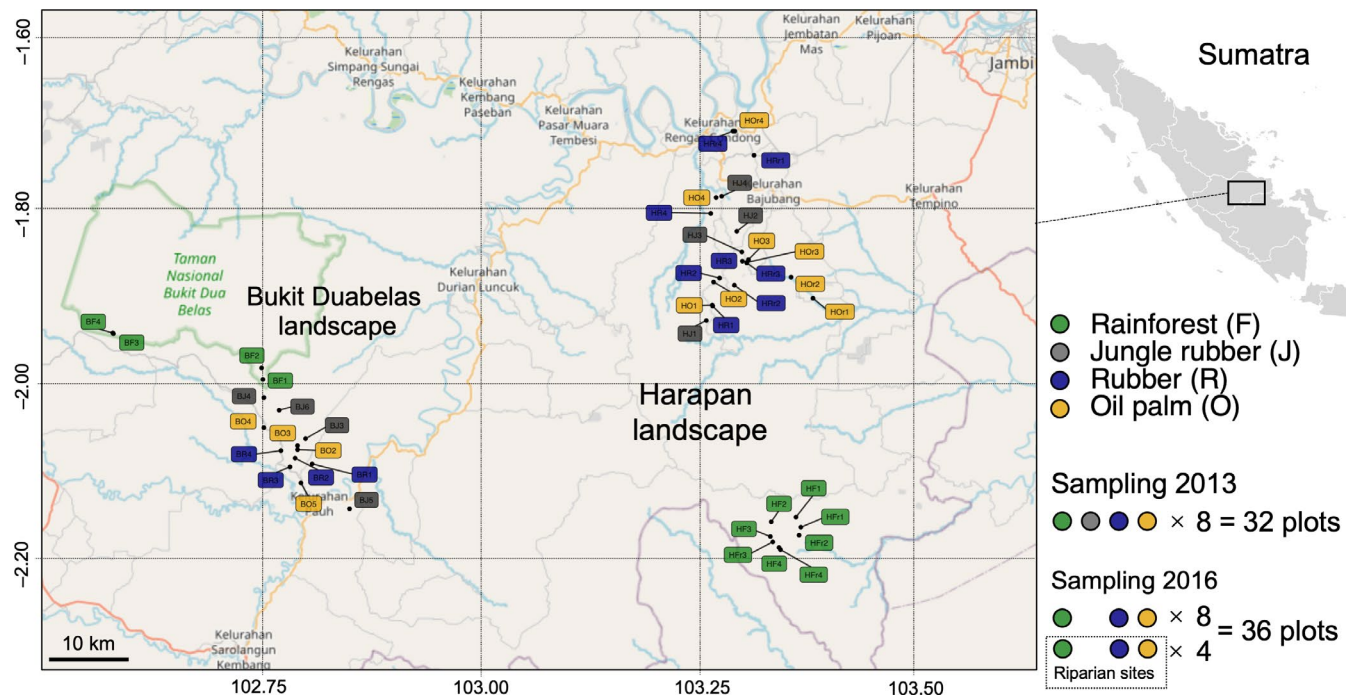 Kelurahan
Simpang Sungai
Rengas
Kelurahan
Kembang
Paseban
Kelurahan
Pasar Muara
Tembesi
Kelurahan
Jembatan
Mas
Kelurahan
Pijoan
Jambi
Kelurahan
HOr4
HRr4
HRr1
HJ4
Kelurahan
Bajubang
HO4
HR4
HJ2
HJ3
HO3
HOr3
HR3
HRr3
HR2
HOr2
HO2
HRr2
HO1
HOr1
HR1
HJ1
Kelurahan
Tempino
Kelurahan
Durian Luncuk
Taman
Nasional
Bukit Dua
Belas
Bukit Duabelas
landscape
BF4
BF3
BF2
BF1
BJ4
BJ6
BO4
BO3
BJ3
BR4
BO2
BR3
BR2
BR1
BO5
BJ5
Kelurahan
Pauh
Harapan
landscape
HF1
HF2
HFr1
HF3
HFr2
HFr3
HF4
HFr4
Kelurahan
Sarolangun
Kembang
10 km
−1.60
−1.80
−2.00
−2.20
102.75
103.00
103.25
103.50
Sumatra
Rainforest (F)
Jungle rubber (J)
Rubber (R)
Oil palm (O)
Sampling 2013
× 8 = 32 plots
Sampling 2016
× 8
= 36 plots
× 4
Riparian sites